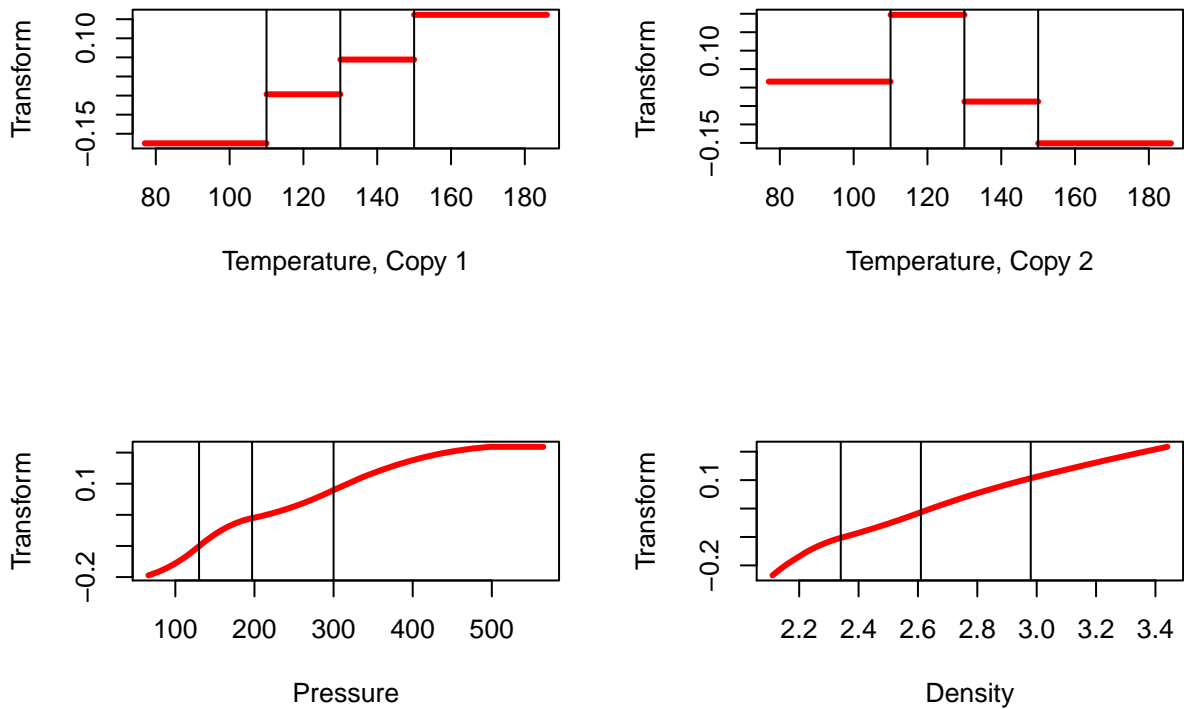 Transform
0.10
−0.15
80 100 120 140 160 180
Temperature, Copy 1
Transform
0.10
−0.15
80 100 120 140 160 180
Temperature, Copy 2
Transform
0.1
−0.2
100 200 300 400 500
Pressure
Transform
0.1
−0.2
2.2 2.4 2.6 2.8 3.0 3.2 3.4
Density